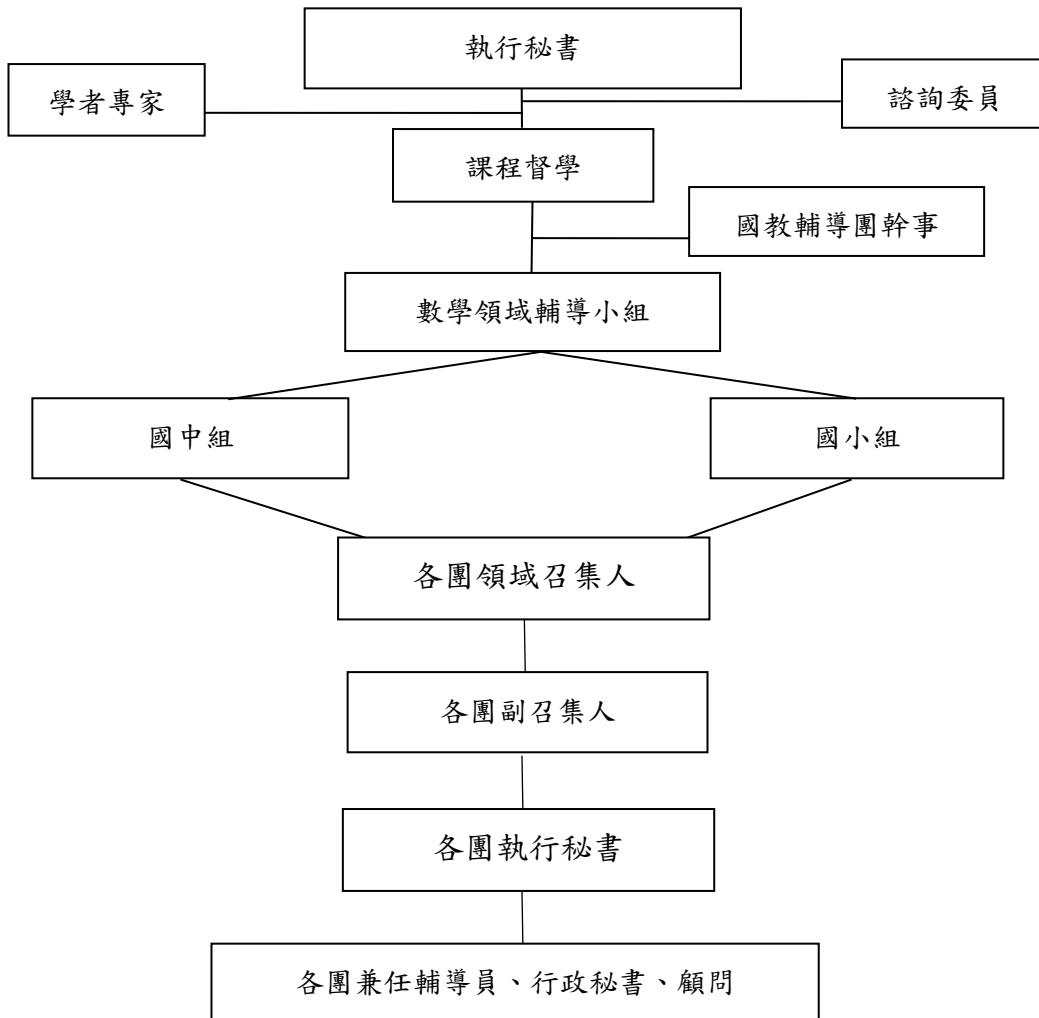 執行秘書
學者專家
諮詢委員
課程督學
國教輔導團幹事
數學領域輔導小組
國中組
國小組
各團領域召集人
各團副召集人
各團執行秘書
各團兼任輔導員、行政秘書、顧問